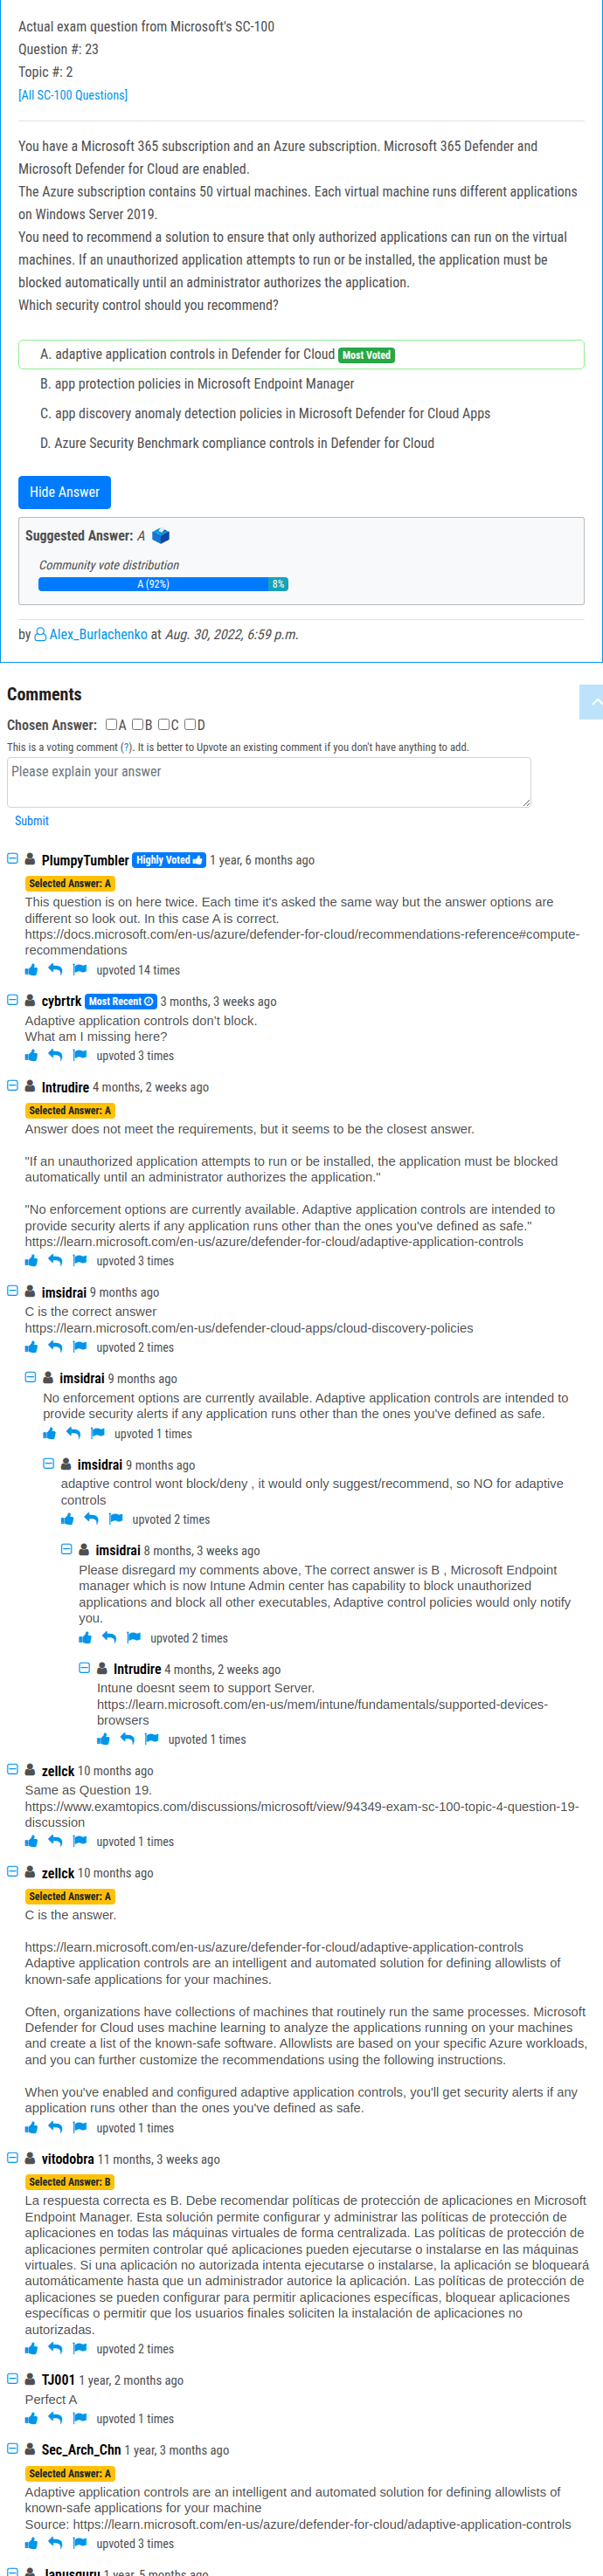 Actual exam question from Microsoft's SC-100
Question #: 23
Topic #: 2
[All SC-100 Questions]
You have a Microsoft 365 subscription and an Azure subscription. Microsoft 365 Defender and
Microsoft Defender for Cloud are enabled.
The Azure subscription contains 50 virtual machines. Each virtual machine runs different applications
on Windows Server 2019.
You need to recommend a solution to ensure that only authorized applications can run on the virtual
machines. If an unauthorized application attempts to run or be installed, the application must be
blocked automatically until an administrator authorizes the application.
Which security control should you recommend?
A. adaptive application controls in Defender for Cloud Most Voted
B. app protection policies in Microsoft Endpoint Manager
C. app discovery anomaly detection policies in Microsoft Defender for Cloud Apps
D. Azure Security Benchmark compliance controls in Defender for Cloud
Hide Answer
Suggested Answer: A
Community vote distribution
A (92%) 8%
by Alex_Burlachenko at Aug. 30, 2022, 6:59 p.m.
Comments
Chosen Answer: A B C D
This is a voting comment (?). It is better to Upvote an existing comment if you don't have anything to add.
Please explain your answer
Submit
PlumpyTumbler Highly Voted 1 year, 6 months ago
Selected Answer: A
This question is on here twice. Each time it's asked the same way but the answer options are
different so look out. In this case A is correct.
https://docs.microsoft.com/en-us/azure/defender-for-cloud/recommendations-reference#compute-
recommendations
upvoted 14 times
cybrtrk Most Recent 3 months, 3 weeks ago
Adaptive application controls don't block.
What am I missing here?
upvoted 3 times
Intrudire 4 months, 2 weeks ago
Selected Answer: A
Answer does not meet the requirements, but it seems to be the closest answer.
"If an unauthorized application attempts to run or be installed, the application must be blocked
automatically until an administrator authorizes the application."
"No enforcement options are currently available. Adaptive application controls are intended to
provide security alerts if any application runs other than the ones you've defined as safe."
https://learn.microsoft.com/en-us/azure/defender-for-cloud/adaptive-application-controls
upvoted 3 times
imsidrai 9 months ago
C is the correct answer
https://learn.microsoft.com/en-us/defender-cloud-apps/cloud-discovery-policies
upvoted 2 times
imsidrai 9 months ago
No enforcement options are currently available. Adaptive application controls are intended to
provide security alerts if any application runs other than the ones you've defined as safe.
upvoted 1 times
imsidrai 9 months ago
adaptive control wont block/deny , it would only suggest/recommend, so NO for adaptive
controls
upvoted 2 times
imsidrai 8 months, 3 weeks ago
Please disregard my comments above, The correct answer is B , Microsoft Endpoint
manager which is now Intune Admin center has capability to block unauthorized
applications and block all other executables, Adaptive control policies would only notify
you.
upvoted 2 times
Intrudire 4 months, 2 weeks ago
Intune doesnt seem to support Server.
https://learn.microsoft.com/en-us/mem/intune/fundamentals/supported-devices-
browsers
upvoted 1 times
zellck 10 months ago
Same as Question 19.
https://www.examtopics.com/discussions/microsoft/view/94349-exam-sc-100-topic-4-question-19-
discussion
upvoted 1 times
zellck 10 months ago
Selected Answer: A
C is the answer.
https://learn.microsoft.com/en-us/azure/defender-for-cloud/adaptive-application-controls
Adaptive application controls are an intelligent and automated solution for defining allowlists of
known-safe applications for your machines.
Often, organizations have collections of machines that routinely run the same processes. Microsoft
Defender for Cloud uses machine learning to analyze the applications running on your machines
and create a list of the known-safe software. Allowlists are based on your specific Azure workloads,
and you can further customize the recommendations using the following instructions.
When you've enabled and configured adaptive application controls, you'll get security alerts if any
application runs other than the ones you've defined as safe.
upvoted 1 times
vitodobra 11 months, 3 weeks ago
Selected Answer: B
La respuesta correcta es B. Debe recomendar políticas de protección de aplicaciones en Microsoft
Endpoint Manager. Esta solución permite configurar y administrar las políticas de protección de
aplicaciones en todas las máquinas virtuales de forma centralizada. Las políticas de protección de
aplicaciones permiten controlar qué aplicaciones pueden ejecutarse o instalarse en las máquinas
virtuales. Si una aplicación no autorizada intenta ejecutarse o instalarse, la aplicación se bloqueará
automáticamente hasta que un administrador autorice la aplicación. Las políticas de protección de
aplicaciones se pueden configurar para permitir aplicaciones específicas, bloquear aplicaciones
específicas o permitir que los usuarios finales soliciten la instalación de aplicaciones no
autorizadas.
upvoted 2 times
TJ001 1 year, 2 months ago
Perfect A
upvoted 1 times
Sec_Arch_Chn 1 year, 3 months ago
Selected Answer: A
Adaptive application controls are an intelligent and automated solution for defining allowlists of
known-safe applications for your machine
Source: https://learn.microsoft.com/en-us/azure/defender-for-cloud/adaptive-application-controls
upvoted 3 times
Janusguru 1 year, 5 months ago